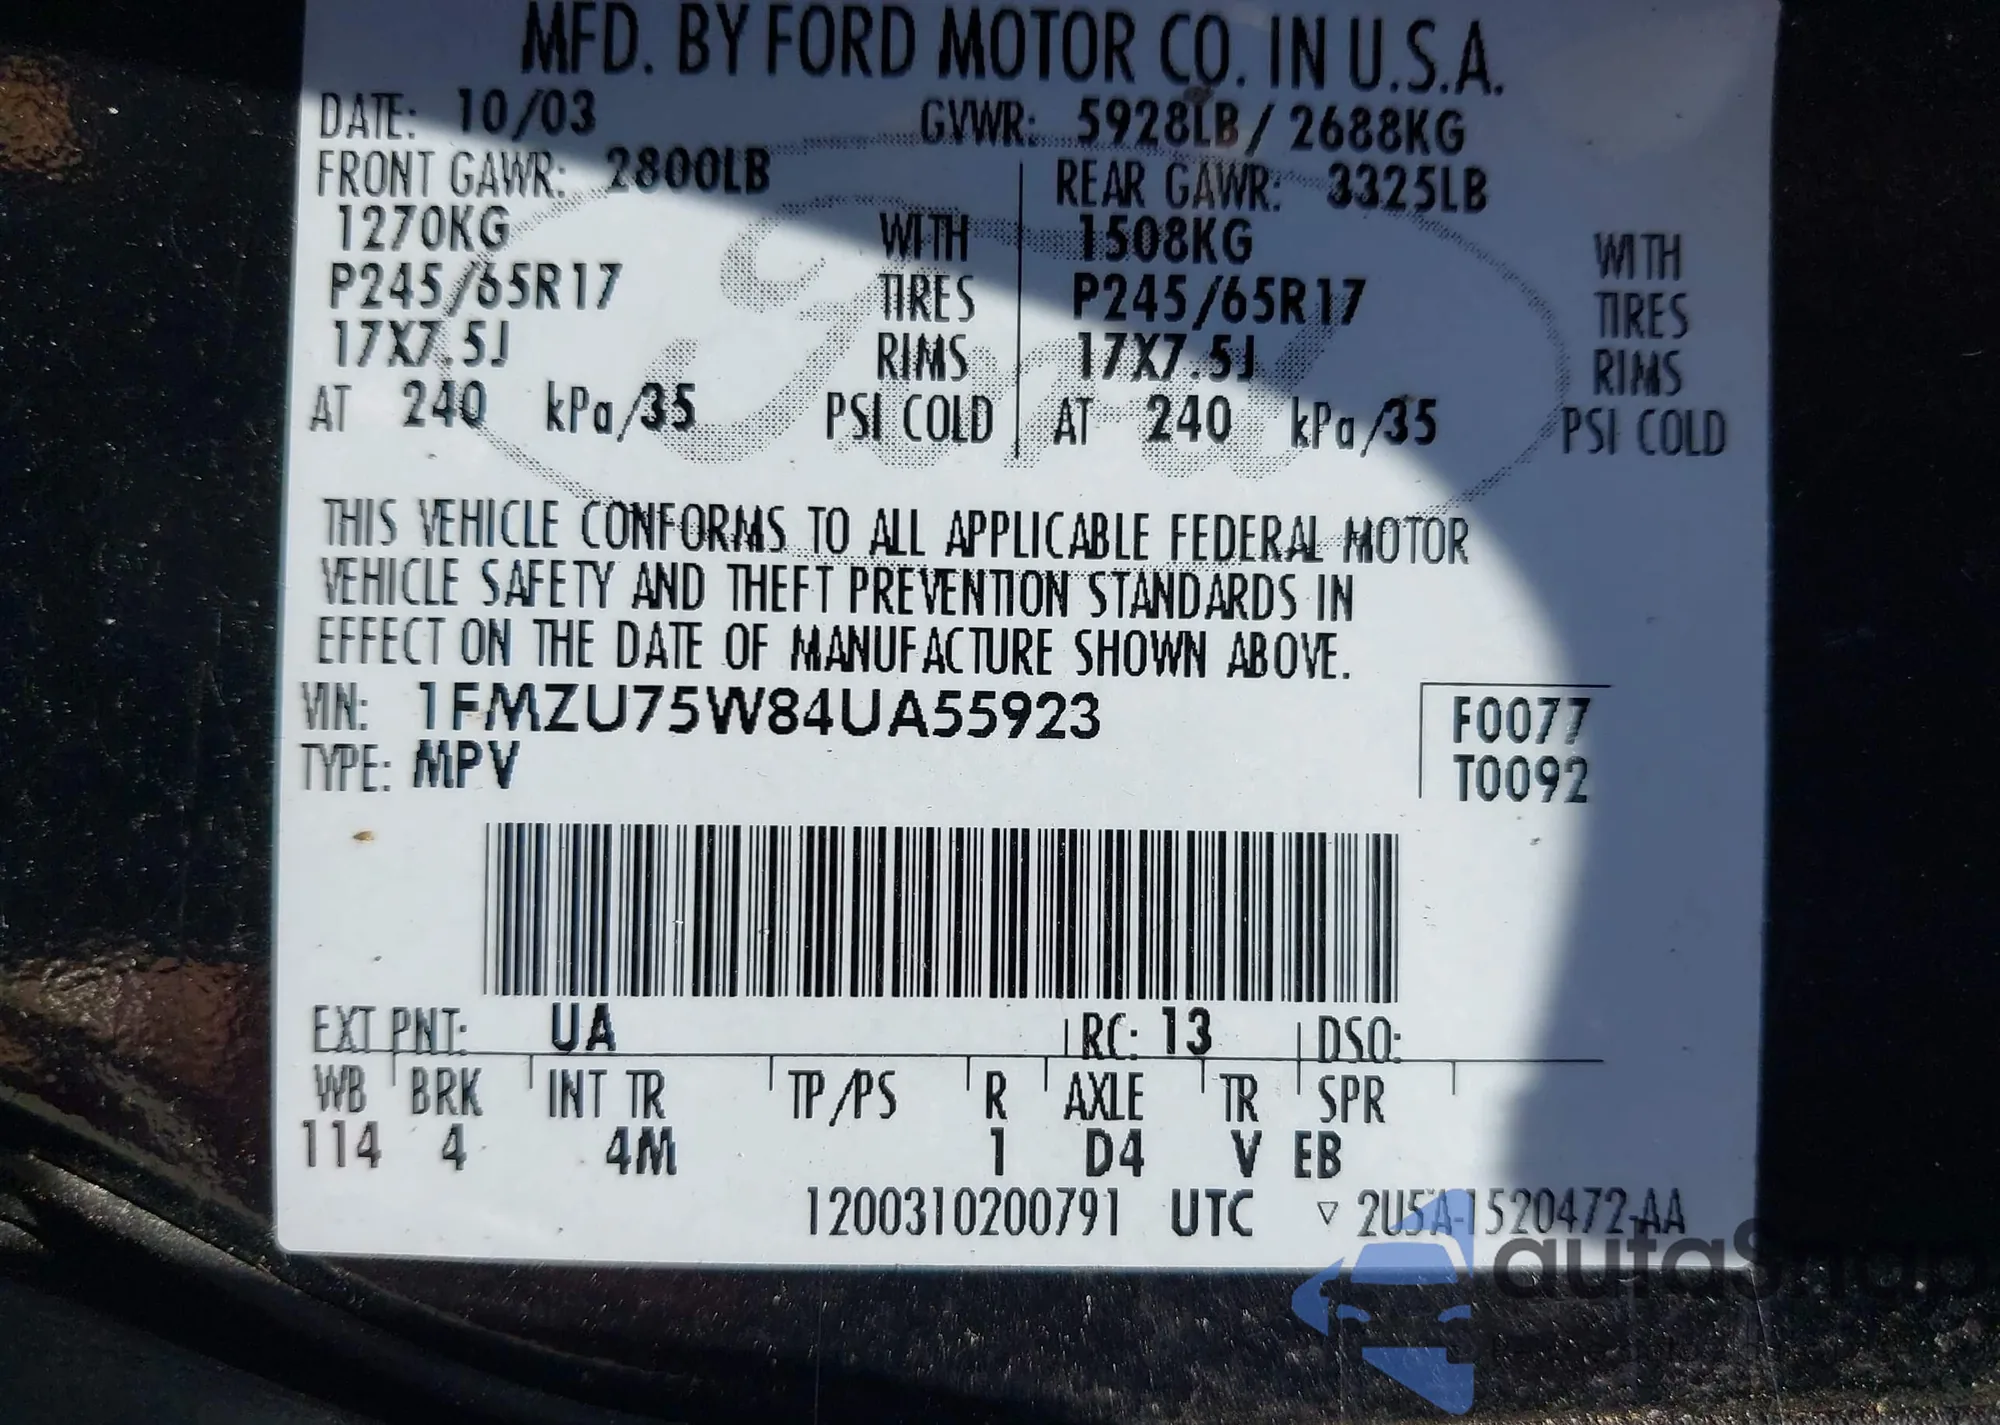 MFD. BY FORD MOTOR CO. IN U.S.A.
DATE: 10/03 GVWR: 5928LB / 2688KG
FRONT GAWR: 2800LB REAR GAWR: 3325LB
1270KG WITH 1508KG WITH
P245/65R17 TIRES P245/65R17 TIRES
17X7.5J RIMS 17X7.5J RIMS
AT 240 kPa/35 PSI COLD AT 240 kPa/35 PSI COLD
Ford
THIS VEHICLE CONFORMS TO ALL APPLICABLE FEDERAL MOTOR
VEHICLE SAFETY AND THEFT PREVENTION STANDARDS IN
EFFECT ON THE DATE OF MANUFACTURE SHOWN ABOVE.
VIN: 1FMZU75W84UA55923 F0077
TYPE: MPV T0092
EXT PNT: UA RC: 13 DSO:
WB BRK INT TR TP/PS R AXLE TR SPR
114 4 4M 1 D4 V EB
1200310200791 UTC ▽ 2U5A-1520472-AA
autoSnap